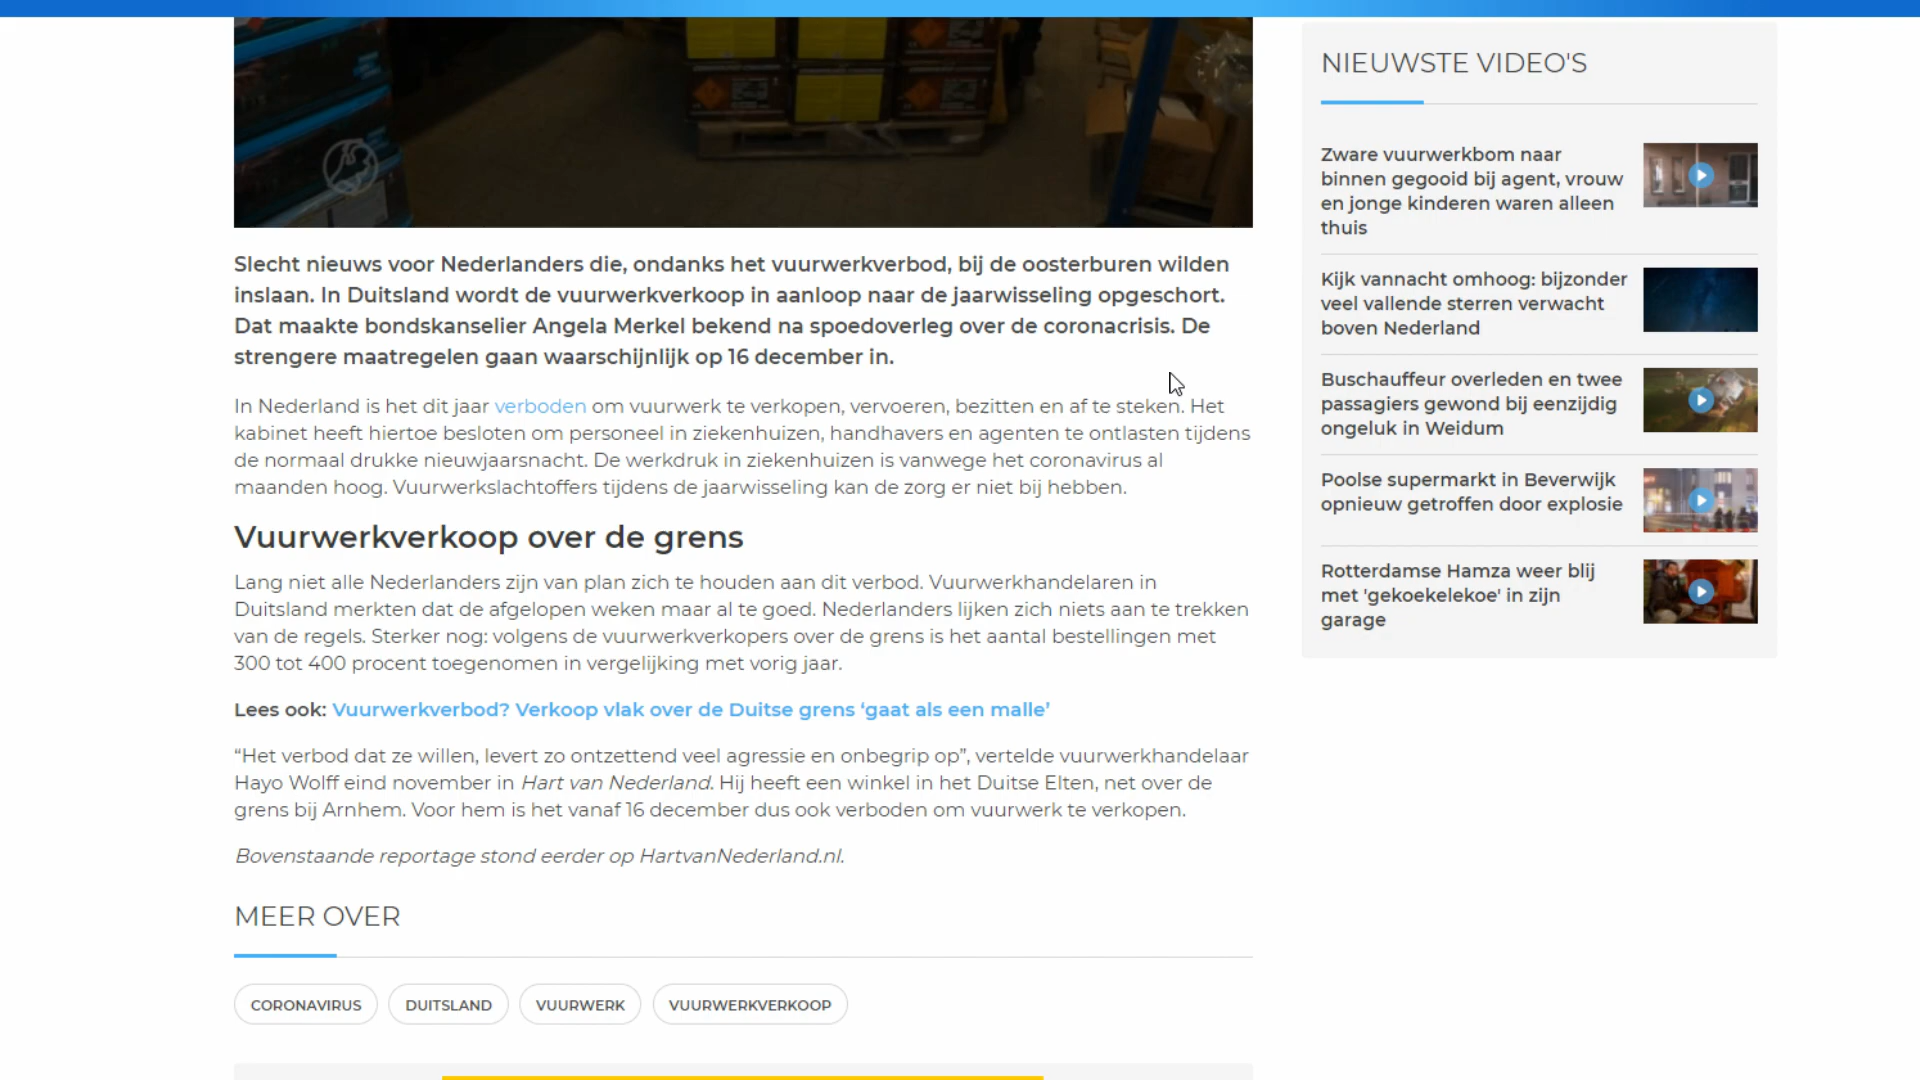 Slecht nieuws voor Nederlanders die, ondanks het vuurwerkverbod, bij de oosterburen wilden
inslaan. In Duitsland wordt de vuurwerkverkoop in aanloop naar de jaarwisseling opgeschort.
Dat maakte bondskanselier Angela Merkel bekend na spoedoverleg over de coronacrisis. De
strengere maatregelen gaan waarschijnlijk op 16 december in.
In Nederland is het dit jaar verboden om vuurwerk te verkopen, vervoeren, bezitten en af te steken. Het
kabinet heeft hiertoe besloten om personeel in ziekenhuizen, handhavers en agenten te ontlasten tijdens
de normaal drukke nieuwjaarsnacht. De werkdruk in ziekenhuizen is vanwege het coronavirus al
maanden hoog. Vuurwerkslachtoffers tijdens de jaarwisseling kan de zorg er niet bij hebben.
Vuurwerkverkoop over de grens
Lang niet alle Nederlanders zijn van plan zich te houden aan dit verbod. Vuurwerkhandelaren in
Duitsland merkten dat de afgelopen weken maar al te goed. Nederlanders lijken zich niets aan te trekken
van de regels. Sterker nog: volgens de vuurwerkverkopers over de grens is het aantal bestellingen met
300 tot 400 procent toegenomen in vergelijking met vorig jaar.
Lees ook: Vuurwerkverbod? Verkoop vlak over de Duitse grens ‘gaat als een malle’
“Het verbod dat ze willen, levert zo ontzettend veel agressie en onbegrip op”, vertelde vuurwerkhandelaar
Hayo Wolff eind november in Hart van Nederland. Hij heeft een winkel in het Duitse Elten, net over de
grens bij Arnhem. Voor hem is het vanaf 16 december dus ook verboden om vuurwerk te verkopen.
Bovenstaande reportage stond eerder op HartvanNederland.nl.
MEER OVER
CORONAVIRUS
DUITSLAND
VUURWERK
VUURWERKVERKOOP
NIEUWSTE VIDEO'S
Zware vuurwerkbom naar
binnen gegooid bij agent, vrouw
en jonge kinderen waren alleen
thuis
Kijk vannacht omhoog: bijzonder
veel vallende sterren verwacht
boven Nederland
Buschauffeur overleden en twee
passagiers gewond bij eenzijdig
ongeluk in Weidum
Poolse supermarkt in Beverwijk
opnieuw getroffen door explosie
Rotterdamse Hamza weer blij
met 'gekoekelekoe' in zijn
garage